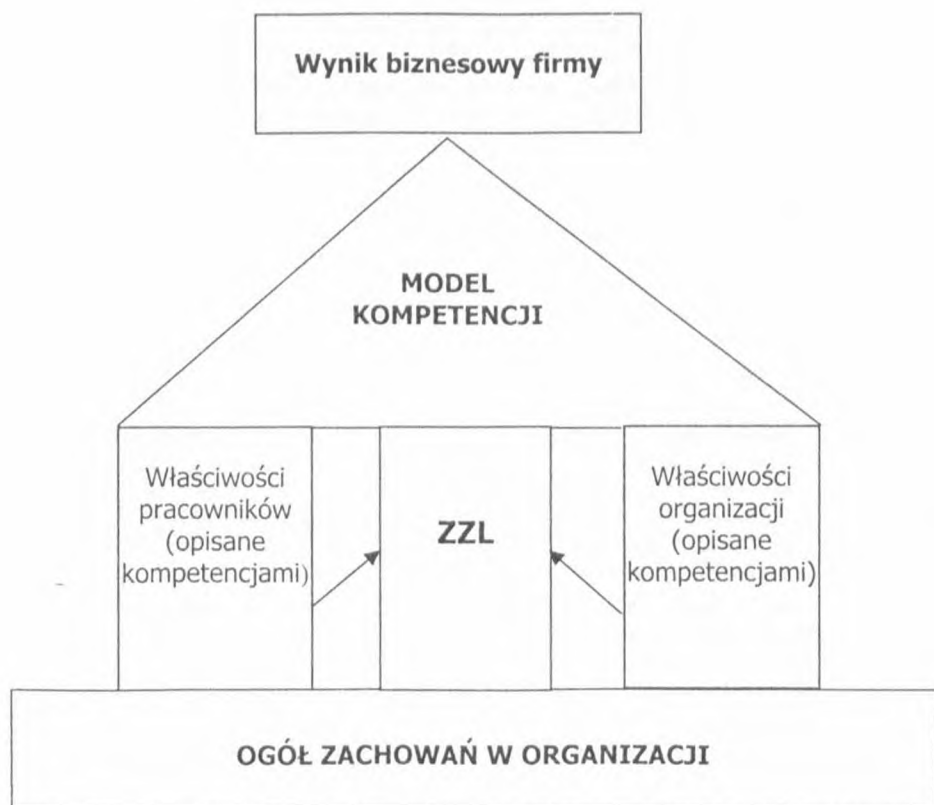 Wynik biznesowy firmy
MODEL
KOMPETENCJI
Właściwości
pracowników
(opisane
kompetencjami)
ZZL
Właściwości
organizacji
(opisane
kompetencjami)
OGÓŁ ZACHOWAŃ W ORGANIZACJI